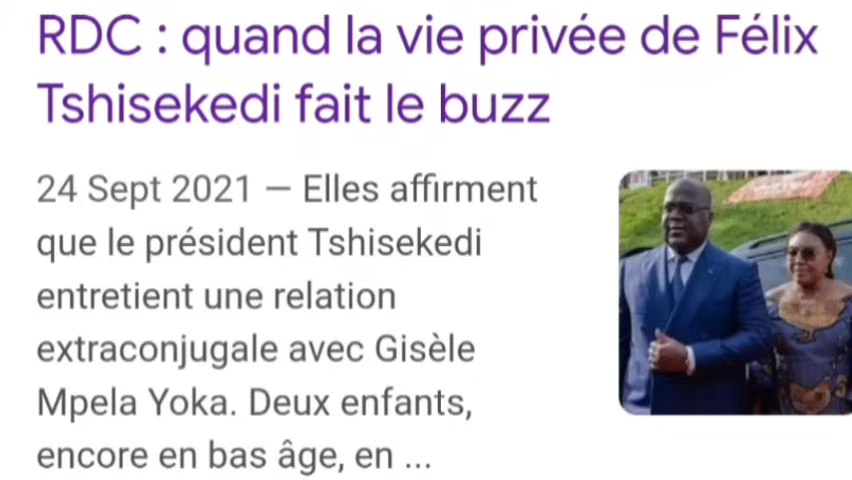 RDC : quand la vie privée de Félix
Tshisekedi fait le buzz
24 Sept 2021 — Elles affirment
que le président Tshisekedi
entretient une relation
extraconjugale avec Gisèle
Mpela Yoka. Deux enfants,
encore en bas âge, en ...